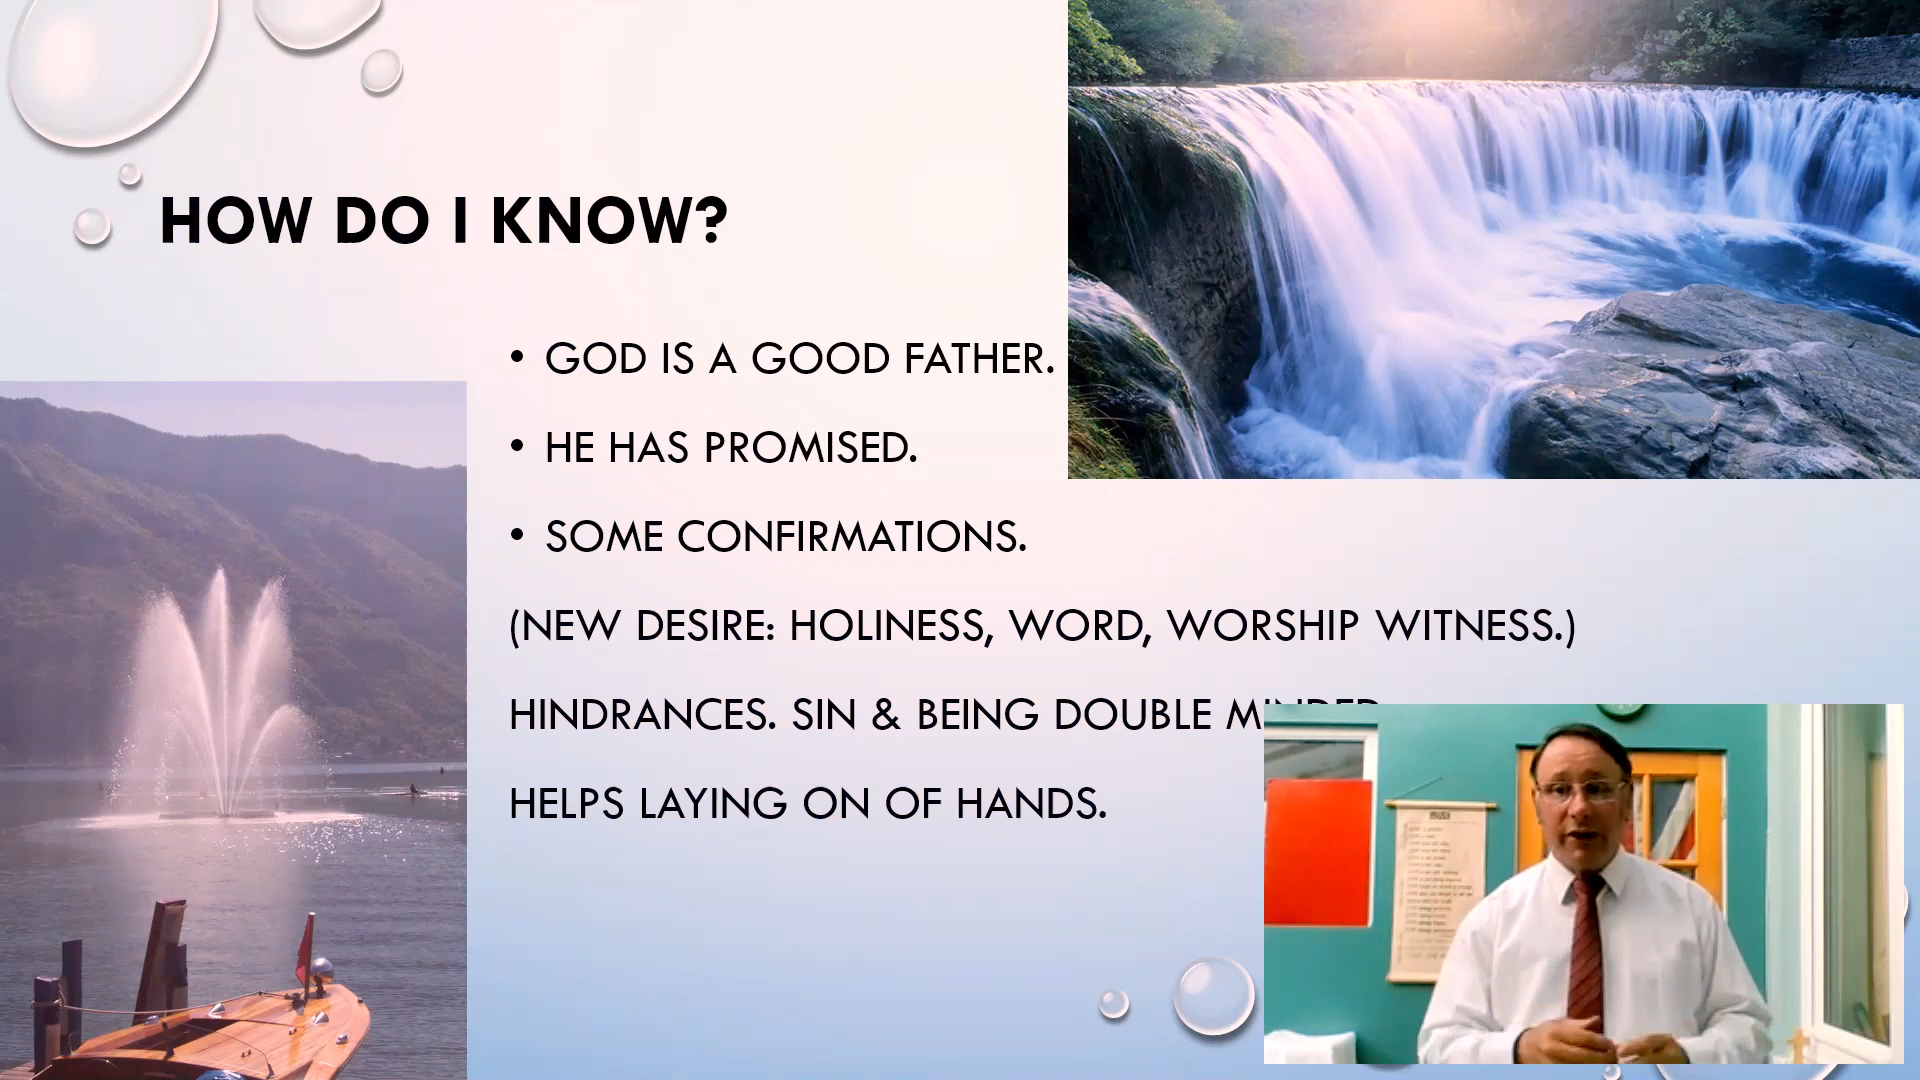 HOW DO I KNOW?
• GOD IS A GOOD FATHER.
• HE HAS PROMISED.
• SOME CONFIRMATIONS.
(NEW DESIRE: HOLINESS, WORD, WORSHIP WITNESS.)
HINDRANCES. SIN & BEING DOUBLE MINDED
HELPS LAYING ON OF HANDS.